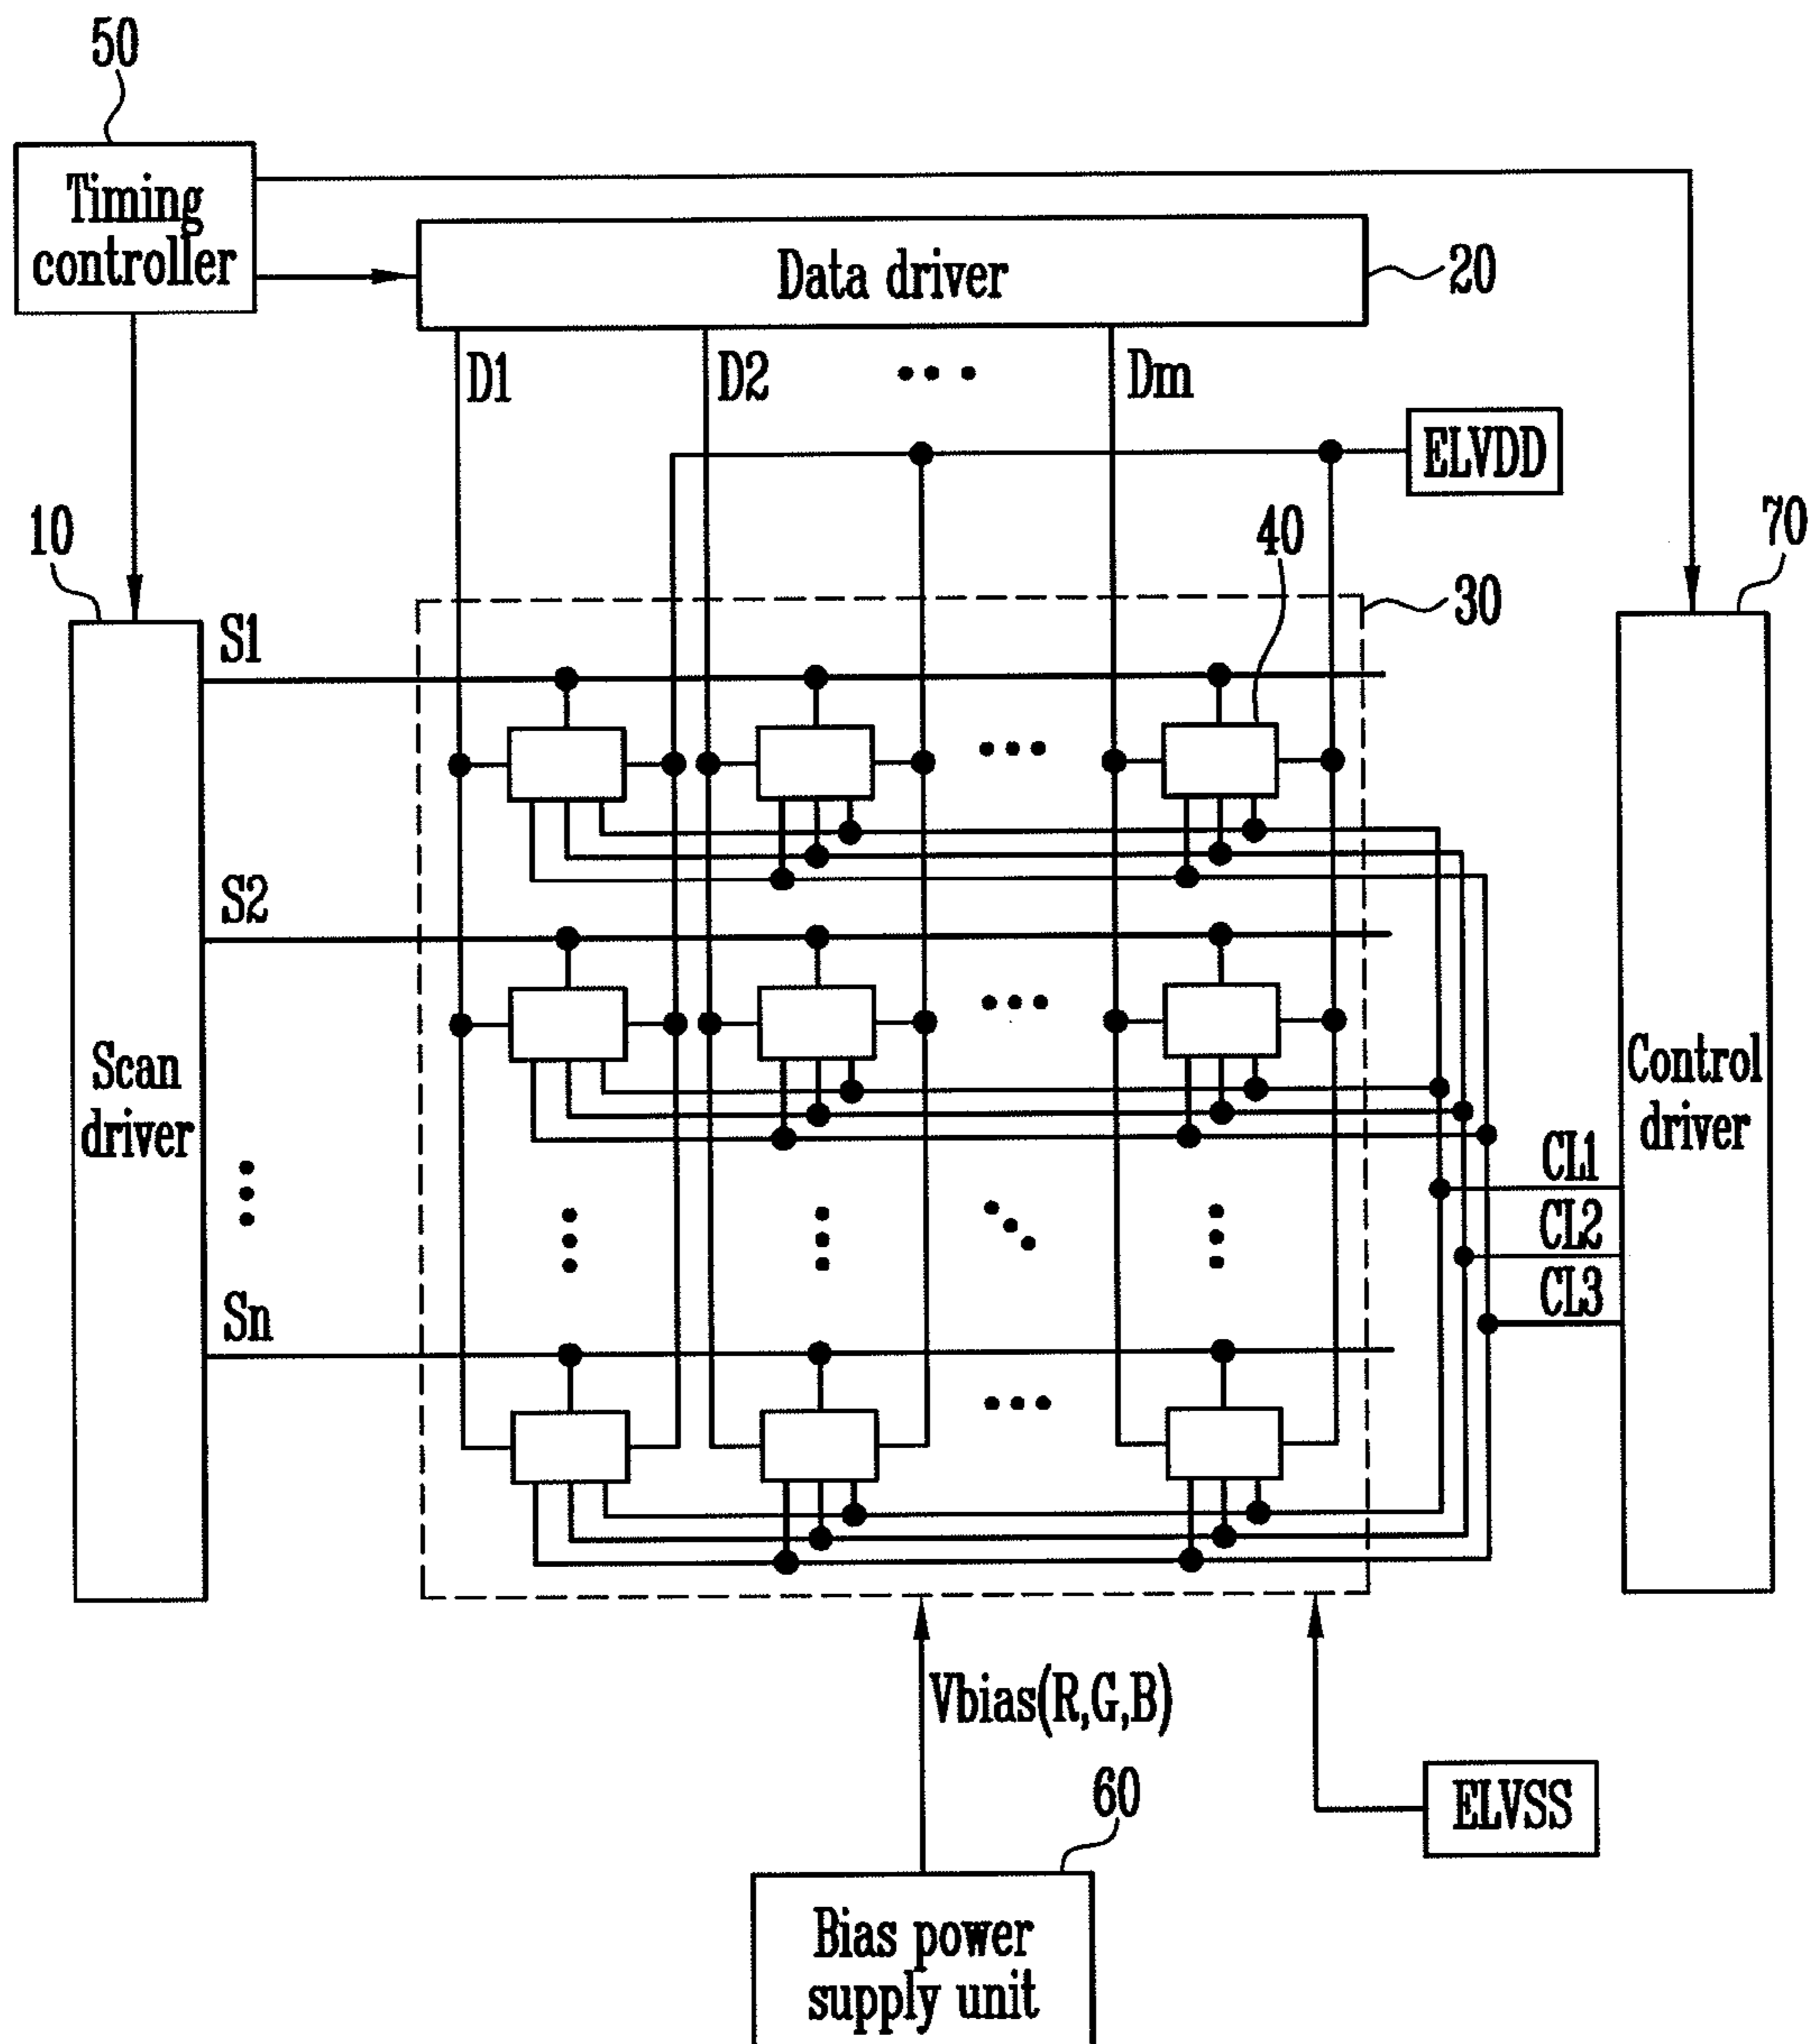 50
Timing
controller
Data driver
20
D1
D2
Dm
ELVDD
10
40
70
30
S1
S2
Scan
driver
Control
driver
CL1
CL2
CL3
Sn
Vbias(R,G,B)
60
ELVSS
Bias power
supply unit